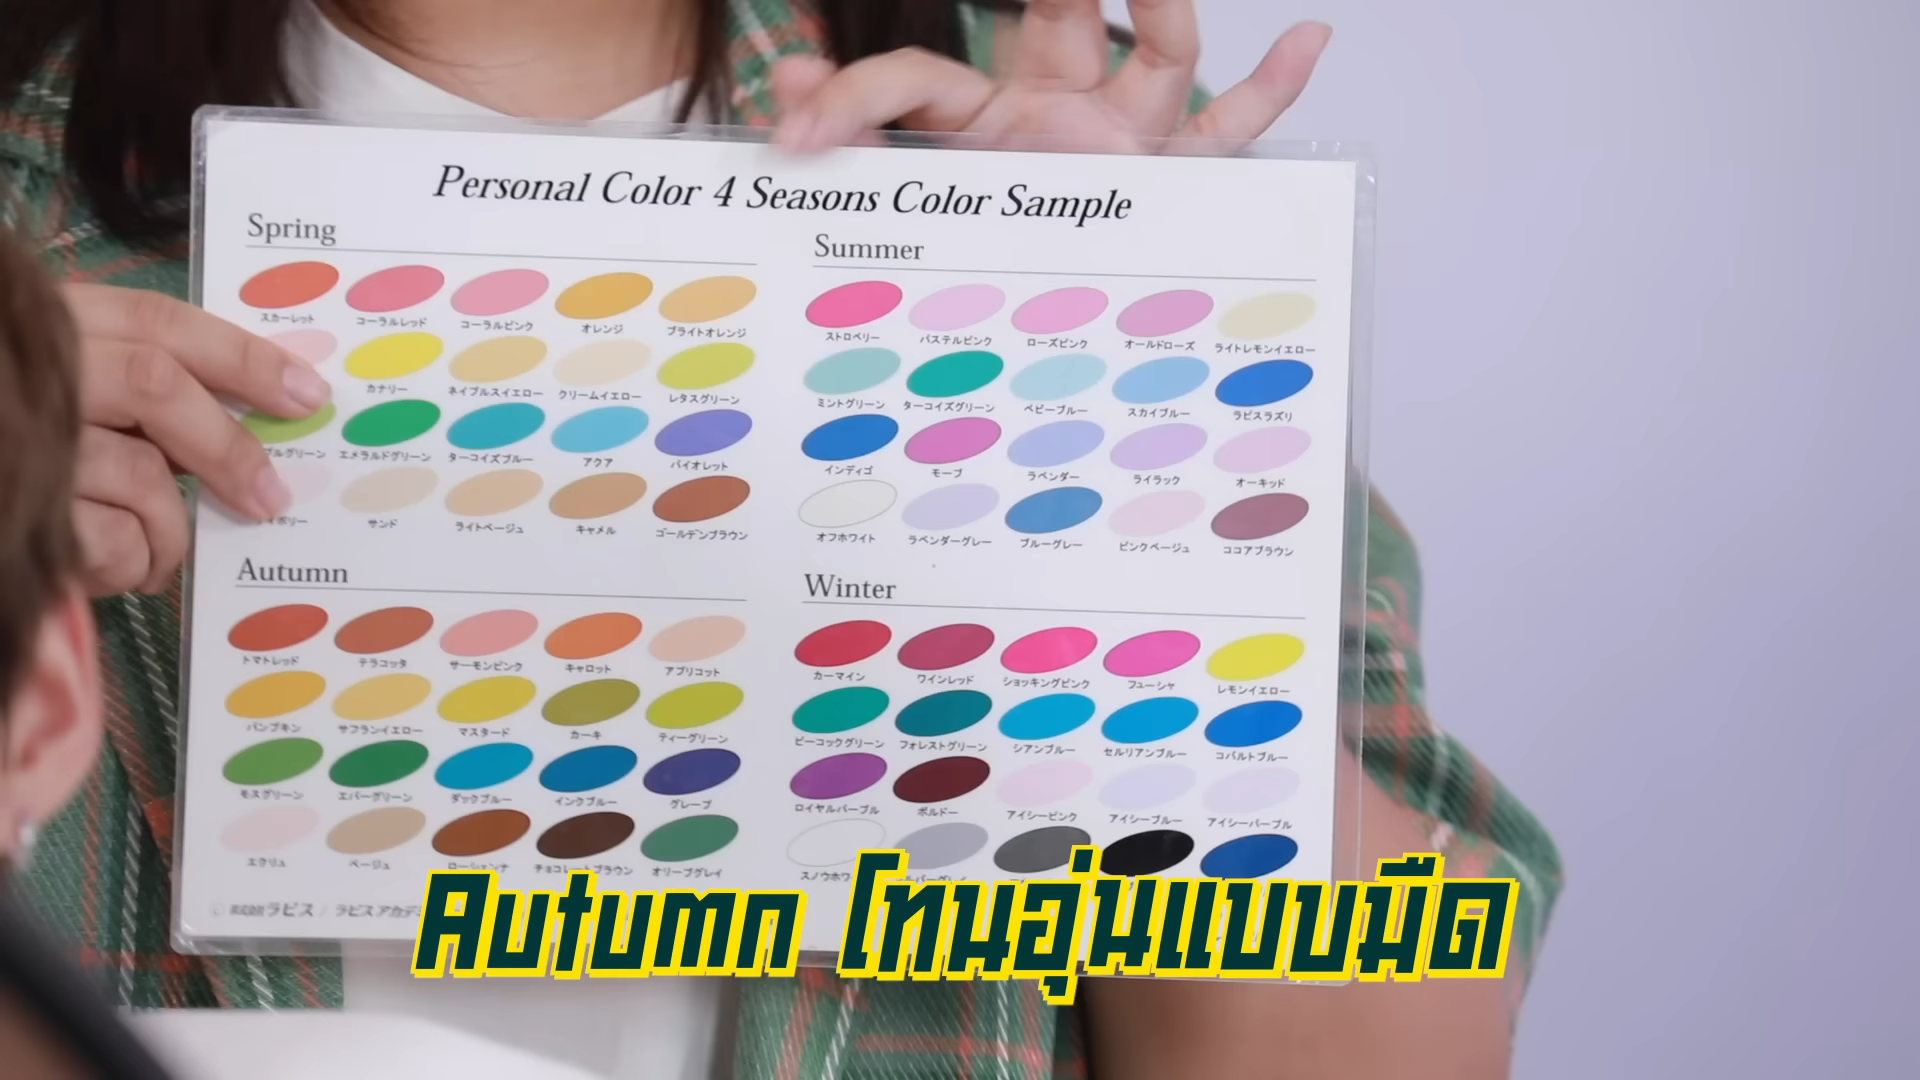 Personal Color 4 Seasons Color Sample
Spring
スカーレット コーラルレッド コーラルピンク オレンジ ブライトオレンジ
カナリー ネイプルスイエロー クリームイエロー レタスグリーン
プルグリーン エメラルドグリーン ターコイズブルー アクア バイオレット
サンド ライトベージュ キャメル ゴールデンブラウン
Summer
ストロベリー パステルピンク ローズピンク オールドローズ ライトレモンイエロー
ミントグリーン ターコイズグリーン ベビーブルー スカイブルー ラピスラズリ
インディゴ モーブ ラベンダー ライラック オーキッド
オフホワイト ラベンダーグレー ブルーグレー ピンクベージュ ココアブラウン
Autumn
トマトレッド テラコッタ サーモンピンク キャロット アプリコット
パンプキン サフランイエロー マスタード カーキ ティーグリーン
モスグリーン エバーグリーン ダックブルー インクブルー グレープ
エクリュ ベージュ ローシェンナ チョコレートブラウン オリーブグレイ
Winter
カーマイン ワインレッド ショッキングピンク フューシャ レモンイエロー
ピーコックグリーン フォレストグリーン シアンブルー セルリアンブルー コバルトブルー
ロイヤルパープル ボルドー アイシーピンク アイシーブルー アイシーパープル
スノウホワ
ラピス / ラピスアカデ
Autumn โทนอุ่นแบบมืด